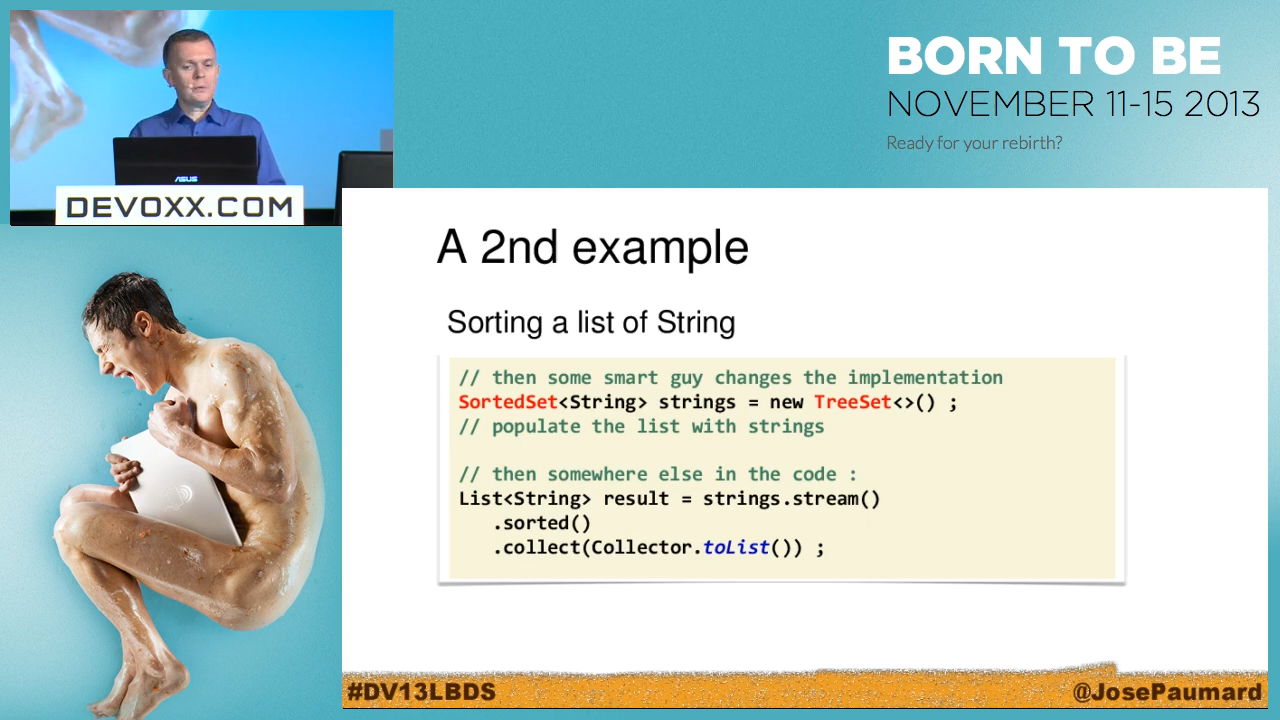 BORN TO BE
NOVEMBER 11-15 2013
Ready for your rebirth?
ASUS
DEVOXX.COM
A 2nd example
Sorting a list of String
// then some smart guy changes the implementation
SortedSet<String> strings = new TreeSet<>() ;
// populate the list with strings
// then somewhere else in the code :
List<String> result = strings.stream()
.sorted()
.collect(Collector.toList()) ;
#DV13LBDS
@JosePaumard